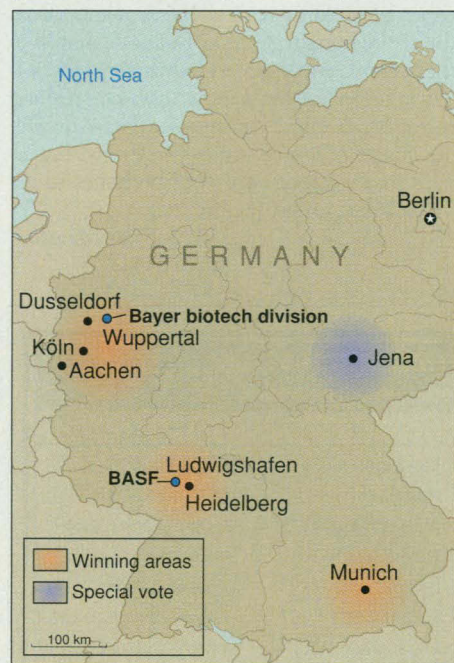 North Sea
Berlin
GERMANY
Dusseldorf
Bayer biotech division
Wuppertal
Köln
Jena
Aachen
Ludwigshafen
BASF
Heidelberg
Winning areas
Munich
Special vote
100 km